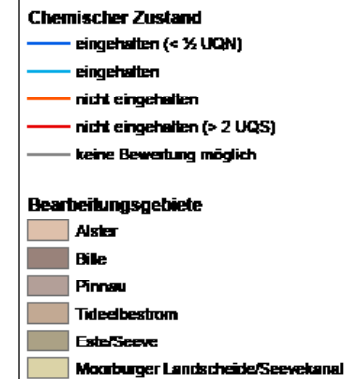 Chemischer Zustand
eingehalten (< ½ UQN)
eingehalten
nicht eingehalten
nicht eingehalten (> 2 UQS)
keine Bewertung möglich
Bearbeitungsgebiete
Alster
Bille
Pinnau
Tideelbestrom
Este/Seeve
Moorburger Landscheide/Seevekanal